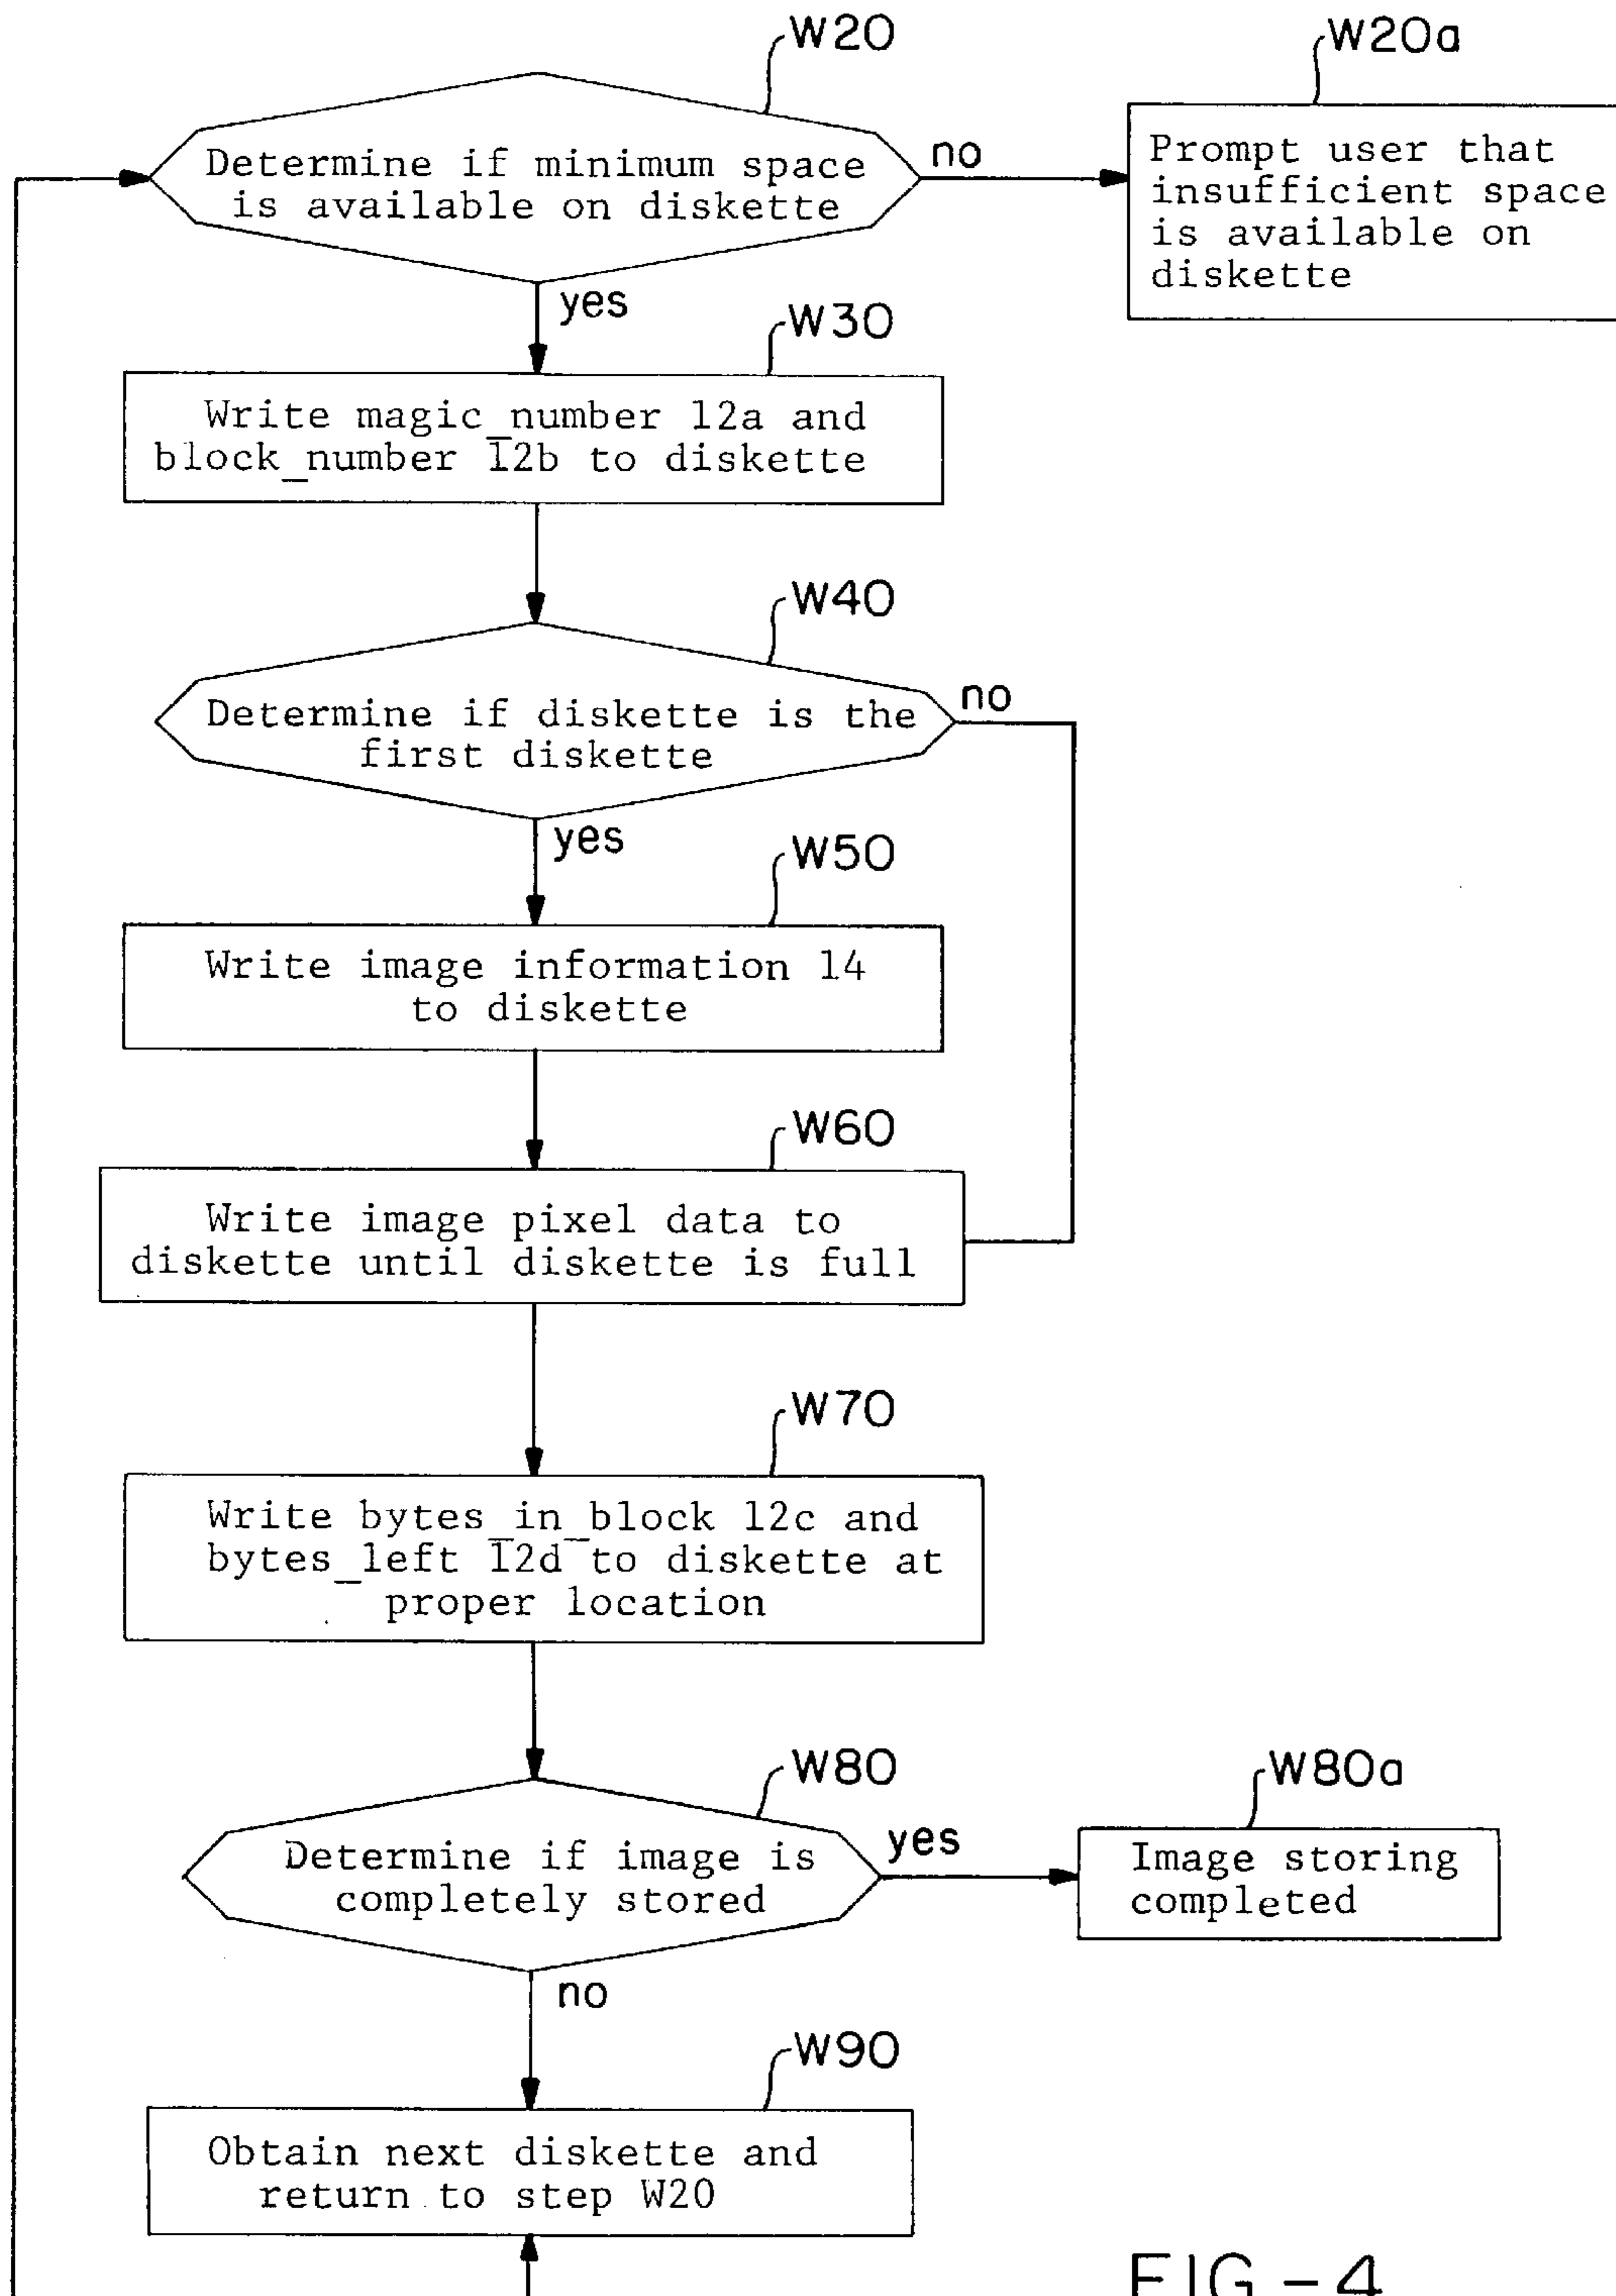 W20
W20a
Determine if minimum space
is available on diskette
no
Prompt user that
insufficient space
is available on
diskette
yes
W30
Write magic_number 12a and
block_number 12b to diskette
W40
Determine if diskette is the
first diskette
no
yes
W50
Write image information 14
to diskette
W60
Write image pixel data to
diskette until diskette is full
W70
Write bytes_in_block 12c and
bytes_left 12d to diskette at
proper location
W80
W80a
Determine if image is
completely stored
yes
Image storing
completed
no
W90
Obtain next diskette and
return to step W20
FIG-4